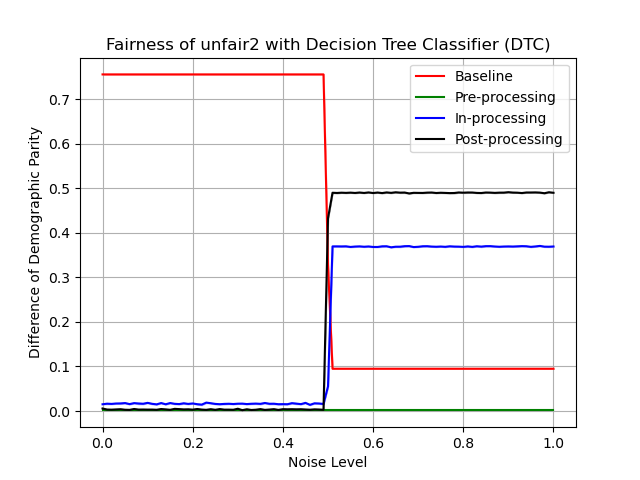 Fairness of unfair2 with Decision Tree Classifier (DTC)
Baseline
Pre-processing
In-processing
Post-processing
Difference of Demographic Parity
0.7
0.6
0.5
0.4
0.3
0.2
0.1
0.0
0.0 0.2 0.4 0.6 0.8 1.0
Noise Level